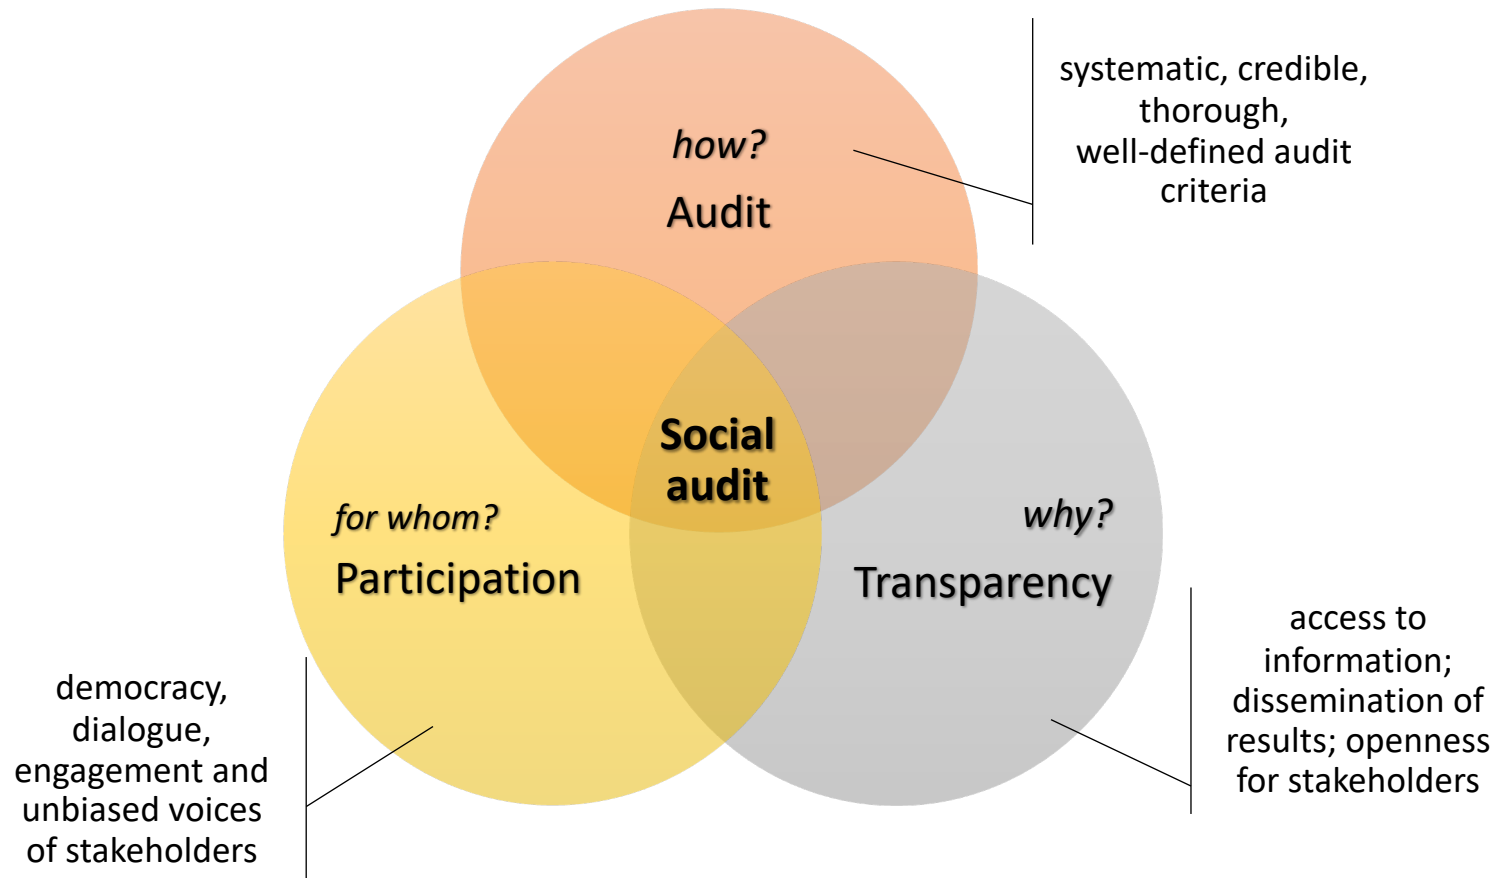 how?
Audit
systematic, credible,
thorough,
well-defined audit
criteria
Social
audit
for whom?
Participation
why?
Transparency
democracy,
dialogue,
engagement and
unbiased voices
of stakeholders
access to
information;
dissemination of
results; openness
for stakeholders